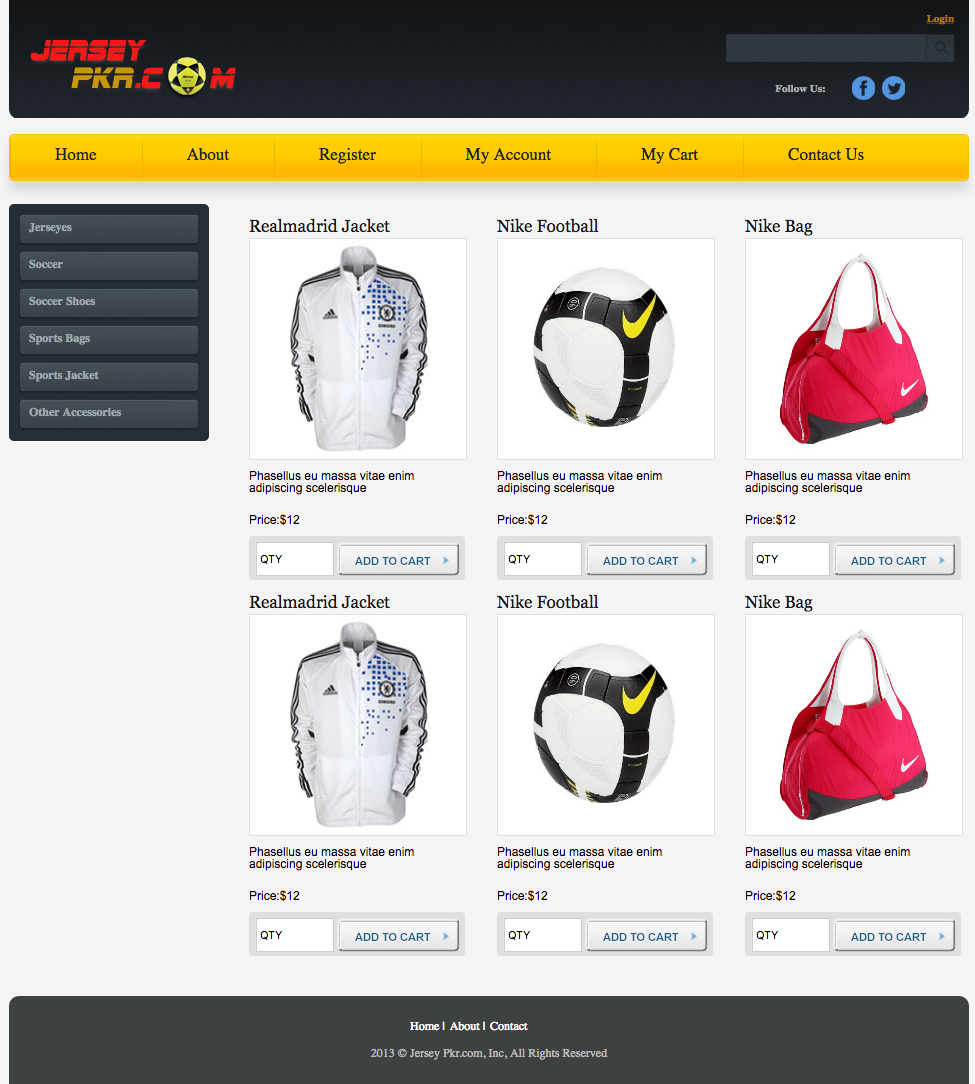 Login
JERSEY
PKR.COM
Follow Us:
Home About Register My Account My Cart Contact Us
Jerseyes
Soccer
Soccer Shoes
Sports Bags
Sports Jacket
Other Accessories
Realmadrid Jacket Nike Football Nike Bag
SAMSUNG
Phasellus eu massa vitae enim
adipiscing scelerisque
Phasellus eu massa vitae enim
adipiscing scelerisque
Phasellus eu massa vitae enim
adipiscing scelerisque
Price:$12 Price:$12 Price:$12
QTY ADD TO CART QTY ADD TO CART QTY ADD TO CART
Realmadrid Jacket Nike Football Nike Bag
SAMSUNG
Phasellus eu massa vitae enim
adipiscing scelerisque
Phasellus eu massa vitae enim
adipiscing scelerisque
Phasellus eu massa vitae enim
adipiscing scelerisque
Price:$12 Price:$12 Price:$12
QTY ADD TO CART QTY ADD TO CART QTY ADD TO CART
Home | About | Contact
2013 © Jersey Pkr.com, Inc, All Rights Reserved